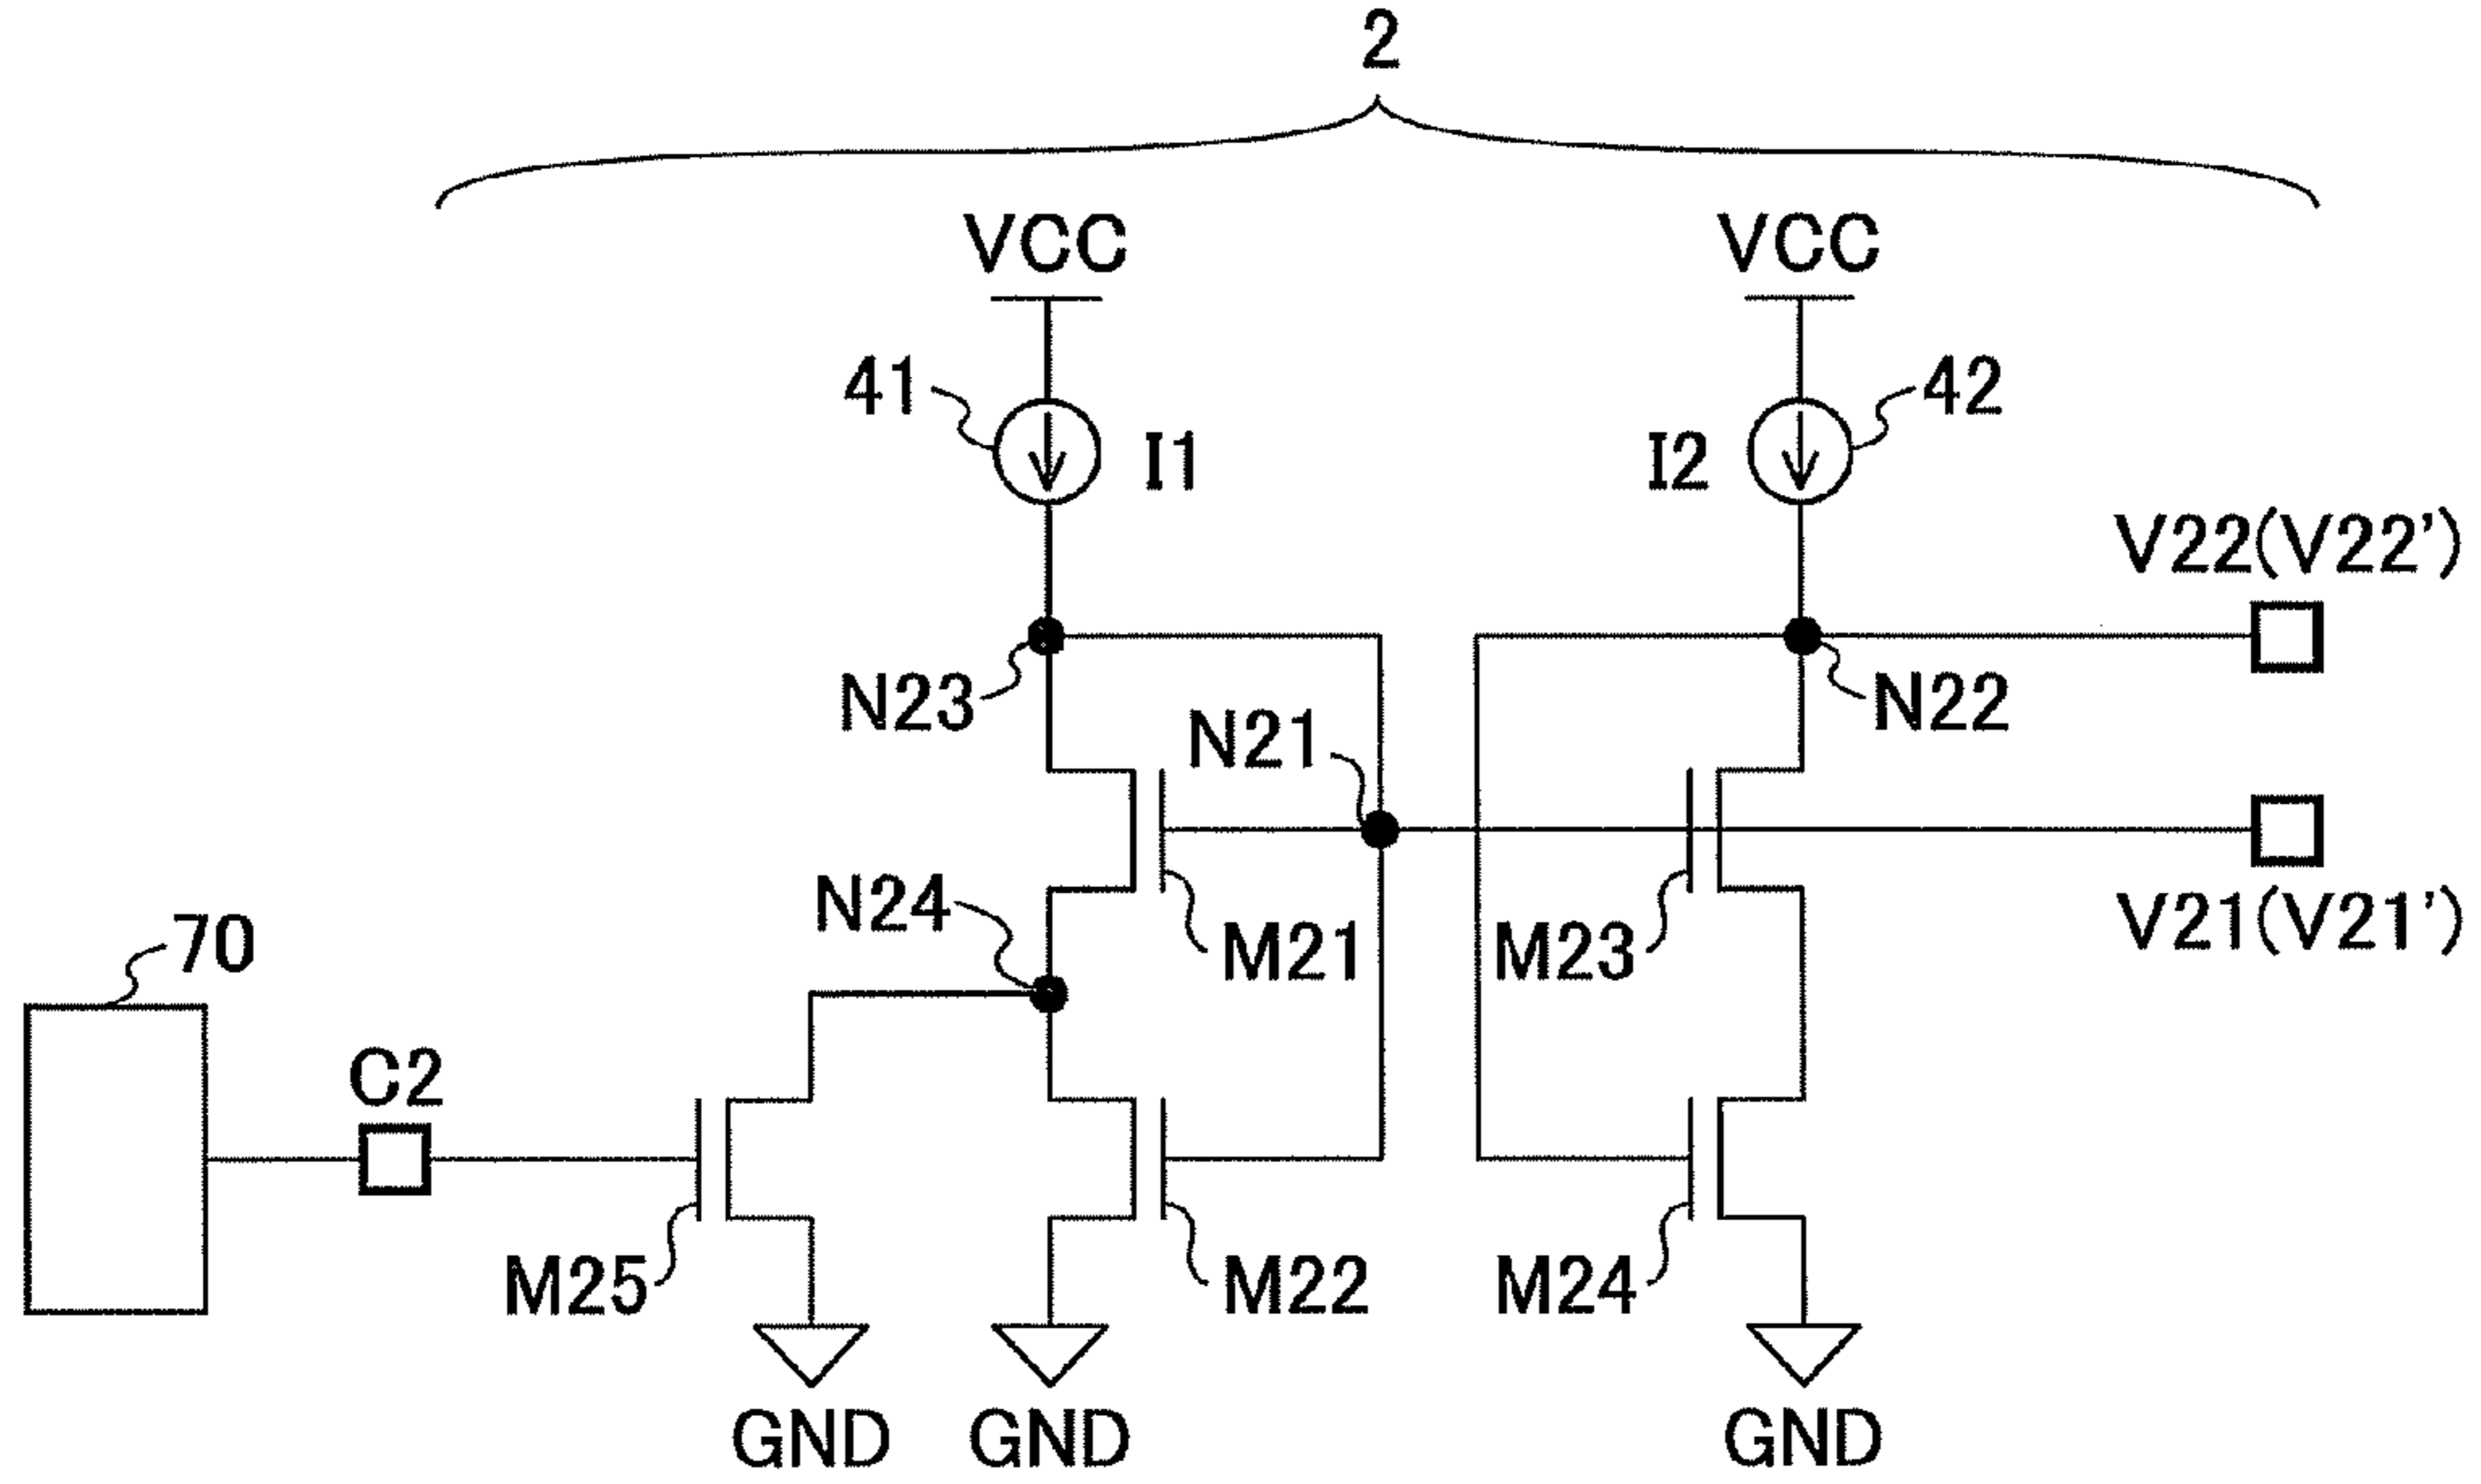 2
VCC VCC
41 I1 I2 42
V22(V22')
N23 N21 N22
N24 M21 M23 V21(V21')
70
C2
M25 M22 M24
GND GND GND